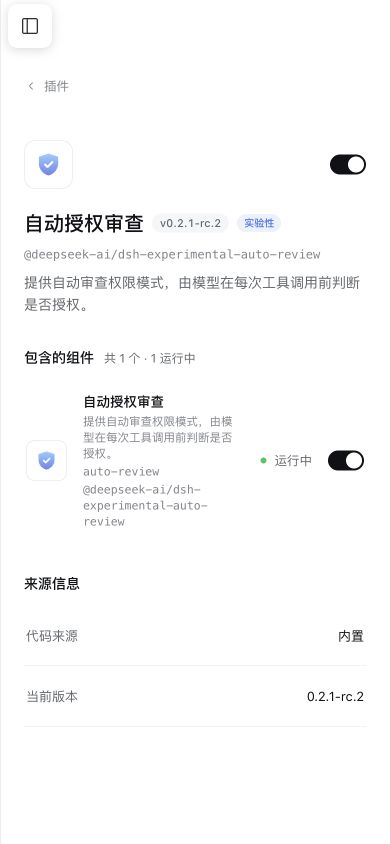 插件
自动授权审查 v0.2.1-rc.2 实验性
@deepseek-ai/dsh-experimental-auto-review
提供自动审查权限模式，由模型在每次工具调用前判断
是否授权。
包含的组件 共 1 个 · 1 运行中
自动授权审查
提供自动审查权限模式，由模
型在每次工具调用前判断是否
授权。
auto-review
@deepseek-ai/dsh-
experimental-auto-
review
运行中
来源信息
代码来源 内置
当前版本 0.2.1-rc.2